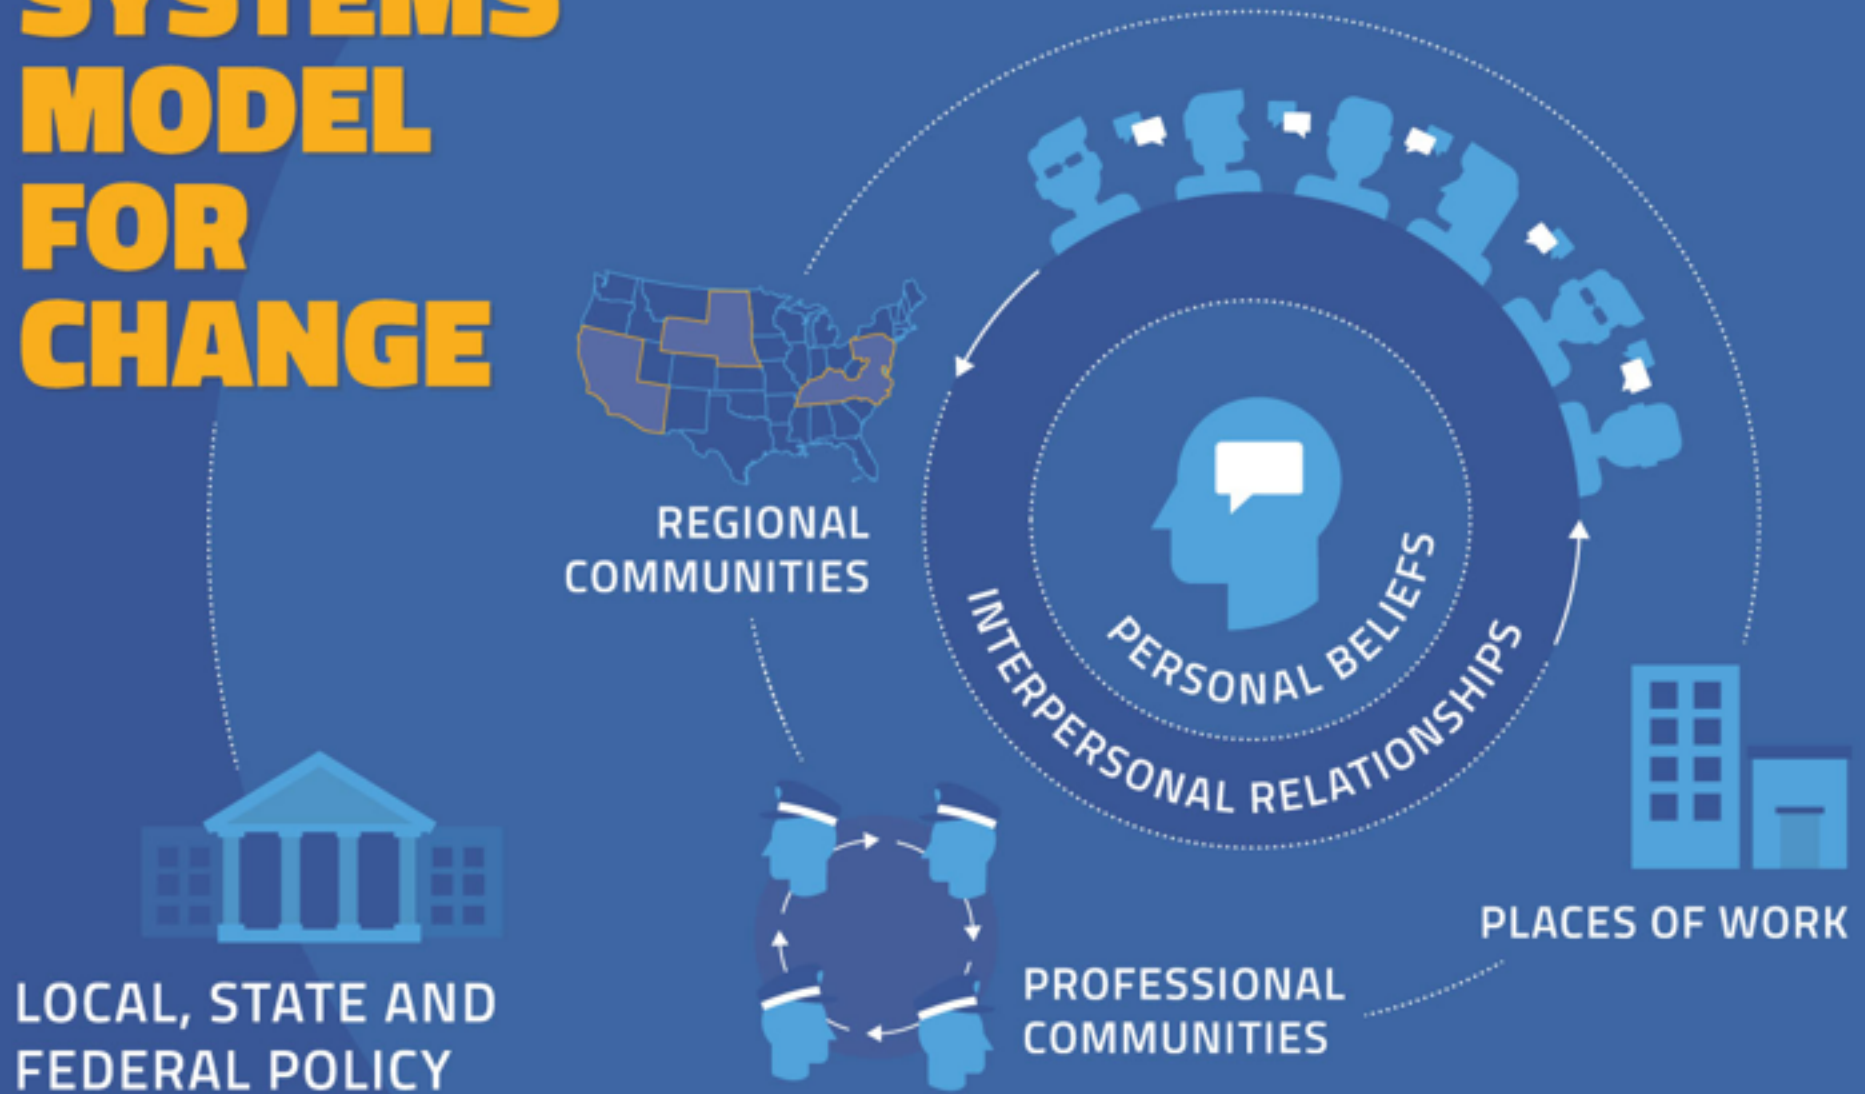 SYSTEMS
MODEL
FOR
CHANGE
REGIONAL
COMMUNITIES
PERSONAL BELIEFS
INTERPERSONAL RELATIONSHIPS
PLACES OF WORK
PROFESSIONAL
COMMUNITIES
LOCAL, STATE AND
FEDERAL POLICY